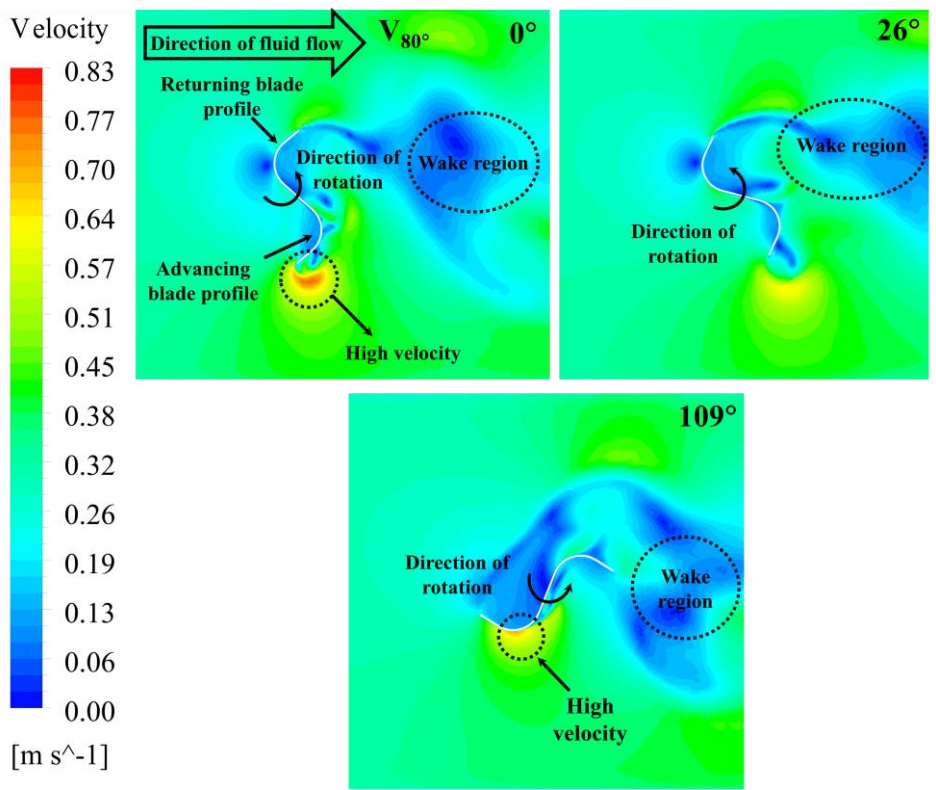 Velocity
0.83
0.77
0.70
0.64
0.57
0.51
0.45
0.38
0.32
0.26
0.19
0.13
0.06
0.00
[m s^-1]
Direction of fluid flow
V80°
0°
Returning blade
profile
Direction of
rotation
Wake region
Advancing
blade profile
High velocity
26°
Wake region
Direction of
rotation
109°
Direction of
rotation
Wake
region
High
velocity